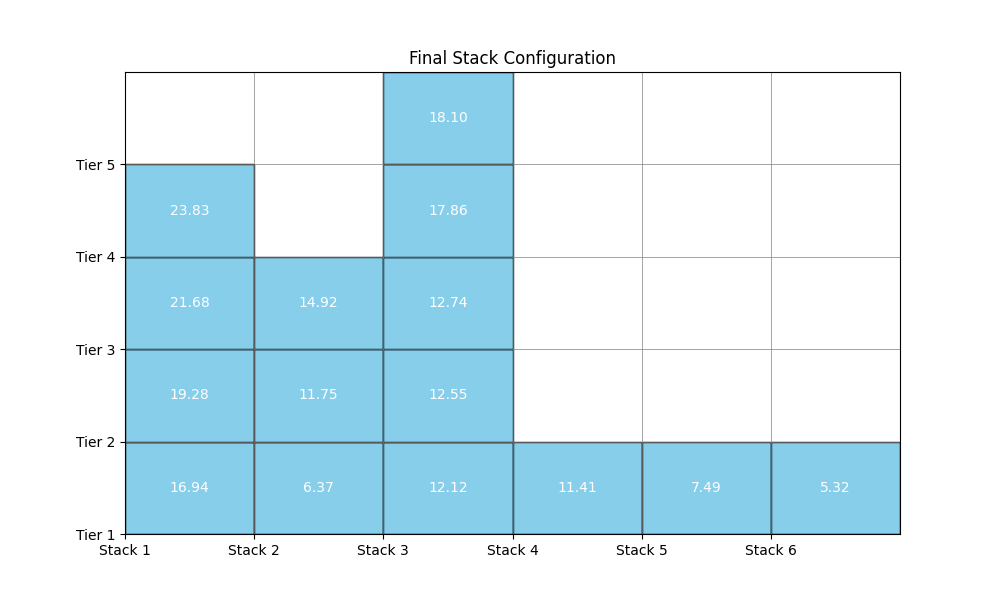 Final Stack Configuration
18.10
Tier 5
23.83 17.86
Tier 4
21.68 14.92 12.74
Tier 3
19.28 11.75 12.55
Tier 2
16.94 6.37 12.12 11.41 7.49 5.32
Tier 1
Stack 1 Stack 2 Stack 3 Stack 4 Stack 5 Stack 6